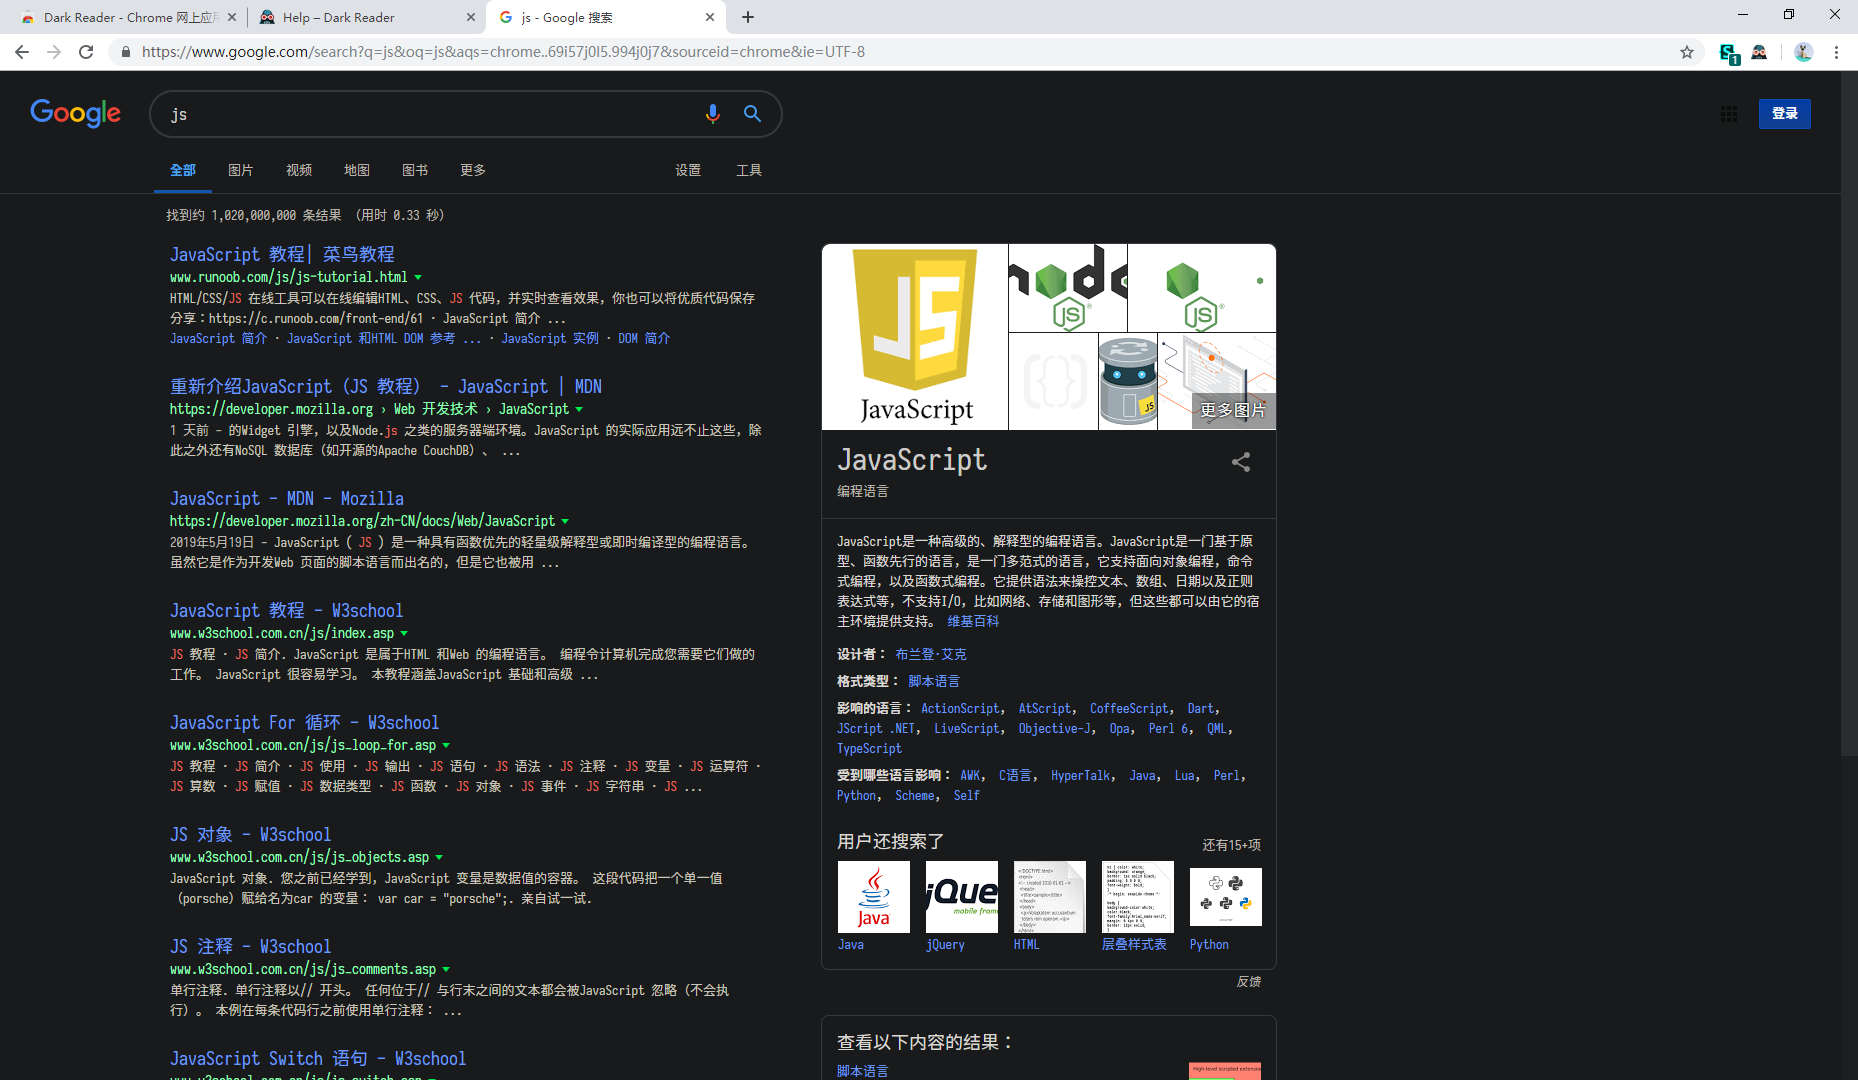 Dark Reader - Chrome 网上应用
Help – Dark Reader
js - Google 搜索
https://www.google.com/search?q=js&oq=js&aqs=chrome..69i57j0l5.994j0j7&sourceid=chrome&ie=UTF-8
1
Google
js
登录
全部 图片 视频 地图 图书 更多 设置 工具
找到约 1,020,000,000 条结果 (用时 0.33 秒)
JavaScript 教程| 菜鸟教程
www.runoob.com/js/js-tutorial.html
HTML/CSS/JS 在线工具可以在线编辑HTML、CSS、JS 代码，并实时查看效果，你也可以将优质代码保存
分享：https://c.runoob.com/front-end/61 · JavaScript 简介 ...
JavaScript 简介 · JavaScript 和HTML DOM 参考 ... · JavaScript 实例 · DOM 简介
重新介绍JavaScript（JS 教程） - JavaScript | MDN
https://developer.mozilla.org › Web 开发技术 › JavaScript
1 天前 - 的Widget 引擎，以及Node.js 之类的服务器端环境。JavaScript 的实际应用远不止这些，除
此之外还有NoSQL 数据库（如开源的Apache CouchDB）、 ...
JavaScript - MDN - Mozilla
https://developer.mozilla.org/zh-CN/docs/Web/JavaScript
2019年5月19日 - JavaScript ( JS ) 是一种具有函数优先的轻量级解释型或即时编译型的编程语言。
虽然它是作为开发Web 页面的脚本语言而出名的，但是它也被用 ...
JavaScript 教程 - W3school
www.w3school.com.cn/js/index.asp
JS 教程 · JS 简介. JavaScript 是属于HTML 和Web 的编程语言。 编程令计算机完成您需要它们做的
工作。 JavaScript 很容易学习。 本教程涵盖JavaScript 基础和高级 ...
JavaScript For 循环 - W3school
www.w3school.com.cn/js/js_loop_for.asp
JS 教程 · JS 简介 · JS 使用 · JS 输出 · JS 语句 · JS 语法 · JS 注释 · JS 变量 · JS 运算符 ·
JS 算数 · JS 赋值 · JS 数据类型 · JS 函数 · JS 对象 · JS 事件 · JS 字符串 · JS ...
JS 对象 - W3school
www.w3school.com.cn/js/js_objects.asp
JavaScript 对象. 您之前已经学到，JavaScript 变量是数据值的容器。 这段代码把一个单一值
（porsche）赋给名为car 的变量： var car = "porsche";. 亲自试一试.
JS 注释 - W3school
www.w3school.com.cn/js/js_comments.asp
单行注释. 单行注释以// 开头。 任何位于// 与行末之间的文本都会被JavaScript 忽略（不会执
行）。 本例在每条代码行之前使用单行注释： ...
JavaScript Switch 语句 - W3school
JS
JavaScript
node
JS
JS
{}
JS
更多图片
JavaScript
编程语言
JavaScript是一种高级的、解释型的编程语言。JavaScript是一门基于原
型、函数先行的语言，是一门多范式的语言，它支持面向对象编程，命令
式编程，以及函数式编程。它提供语法来操控文本、数组、日期以及正则
表达式等，不支持I/O，比如网络、存储和图形等，但这些都可以由它的宿
主环境提供支持。 维基百科
设计者： 布兰登·艾克
格式类型： 脚本语言
影响的语言： ActionScript， AtScript， CoffeeScript， Dart，
JScript .NET， LiveScript， Objective-J， Opa， Perl 6， QML，
TypeScript
受到哪些语言影响： AWK， C语言， HyperTalk， Java， Lua， Perl，
Python， Scheme， Self
用户还搜索了
还有15+项
Java
jQue
mobile fram
Java jQuery HTML 层叠样式表 Python
反馈
查看以下内容的结果：
脚本语言